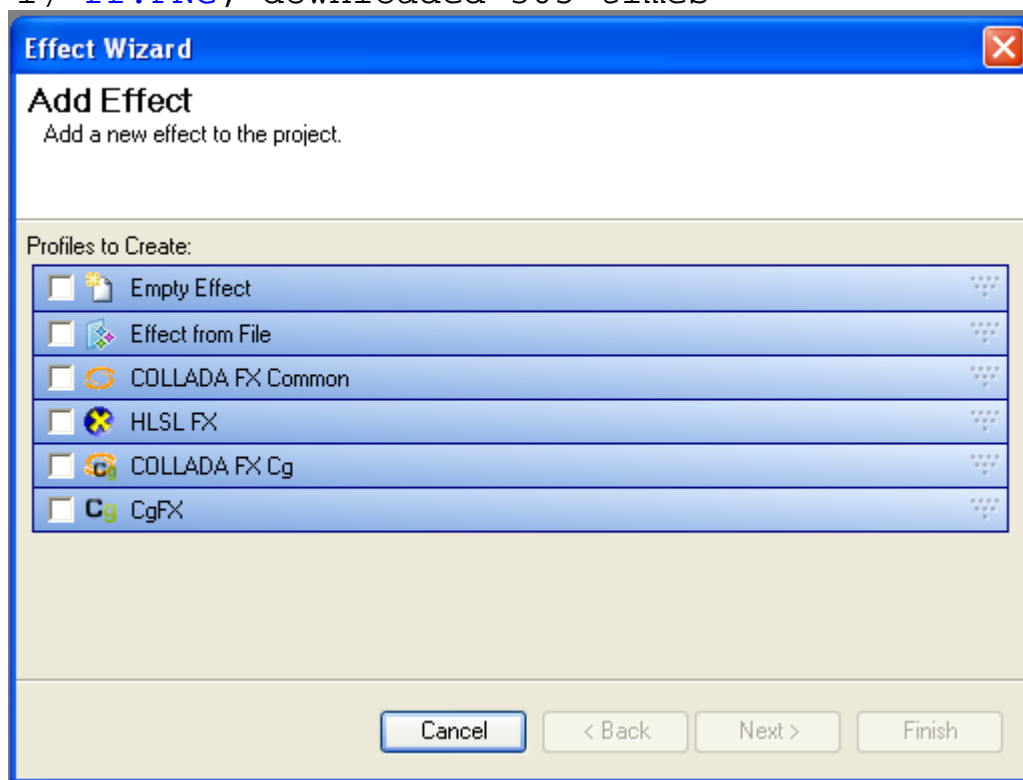 Effect Wizard
Add Effect
Add a new effect to the project.
Profiles to Create:
Empty Effect
Effect from File
COLLADA FX Common
HLSL FX
COLLADA FX Cg
Cg CgFX
Cancel < Back Next > Finish